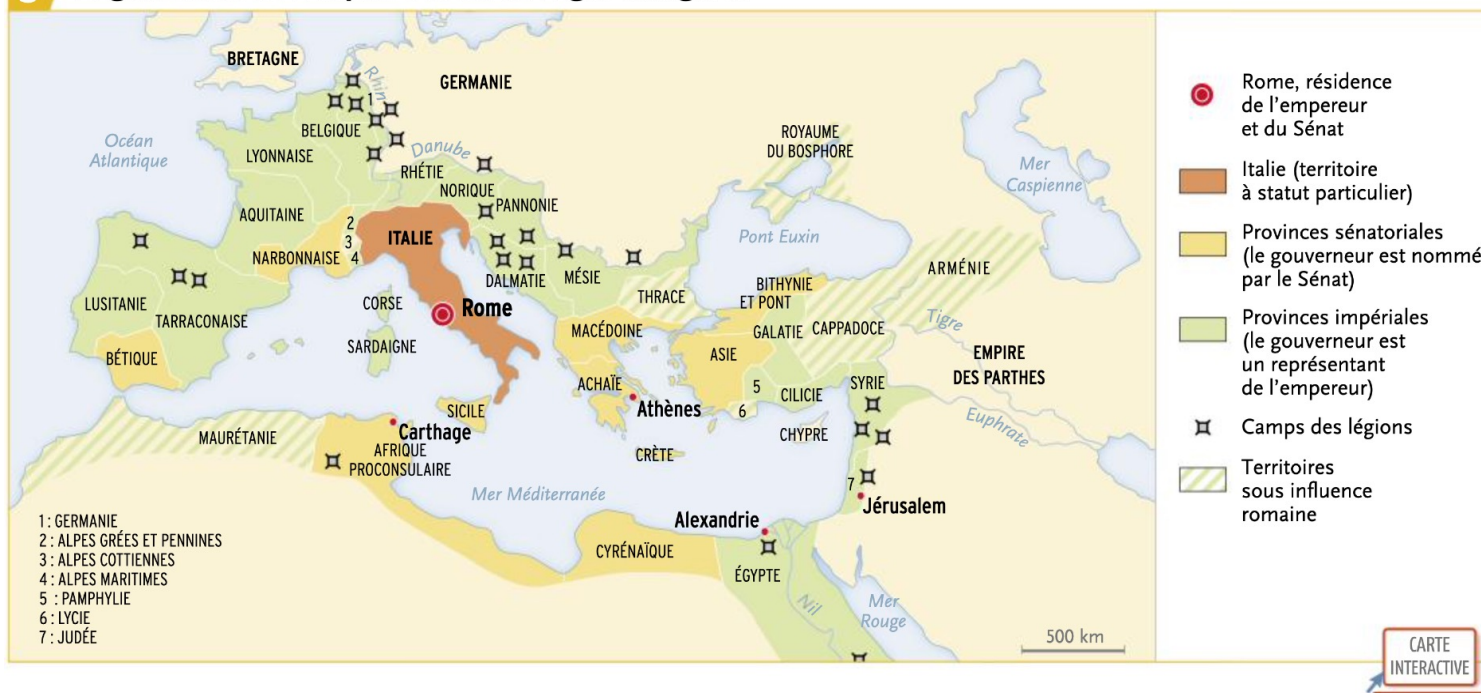 BRETAGNE
GERMANIE
Rhin
1
BELGIQUE
Océan
Atlantique
LYONNAISE
Danube
RHÉTIE
NORIQUE
PANNONIE
ROYAUME
DU BOSPHORE
Mer
Caspienne
AQUITAINE
2
3
4
NARBONNAISE
ITALIE
DALMATIE
MÉSIE
Pont Euxin
ARMÉNIE
THRACE
BITHYNIE
ET PONT
LUSITANIE
TARRACONAISE
BÉTIQUE
CORSE
SARDAIGNE
Rome
MACÉDOINE
GALATIE
CAPPADOCE
Tigre
ASIE
EMPIRE
DES PARTHES
ACHAÏE
Athènes
5
6
CILICIE
SYRIE
Euphrate
SICILE
MAURÉTANIE
Carthage
AFRIQUE
PROCONSULAIRE
CRÈTE
CHYPRE
Mer Méditerranée
7
Jérusalem
Alexandrie
CYRÉNAÏQUE
ÉGYPTE
Nil
Mer
Rouge
1 : GERMANIE
2 : ALPES GRÉES ET PENNINES
3 : ALPES COTTIENNES
4 : ALPES MARITIMES
5 : PAMPHYLIE
6 : LYCIE
7 : JUDÉE
500 km
Rome, résidence
de l'empereur
et du Sénat
Italie (territoire
à statut particulier)
Provinces sénatoriales
(le gouverneur est nommé
par le Sénat)
Provinces impériales
(le gouverneur est
un représentant
de l'empereur)
Camps des légions
Territoires
sous influence
romaine
CARTE
INTERACTIVE